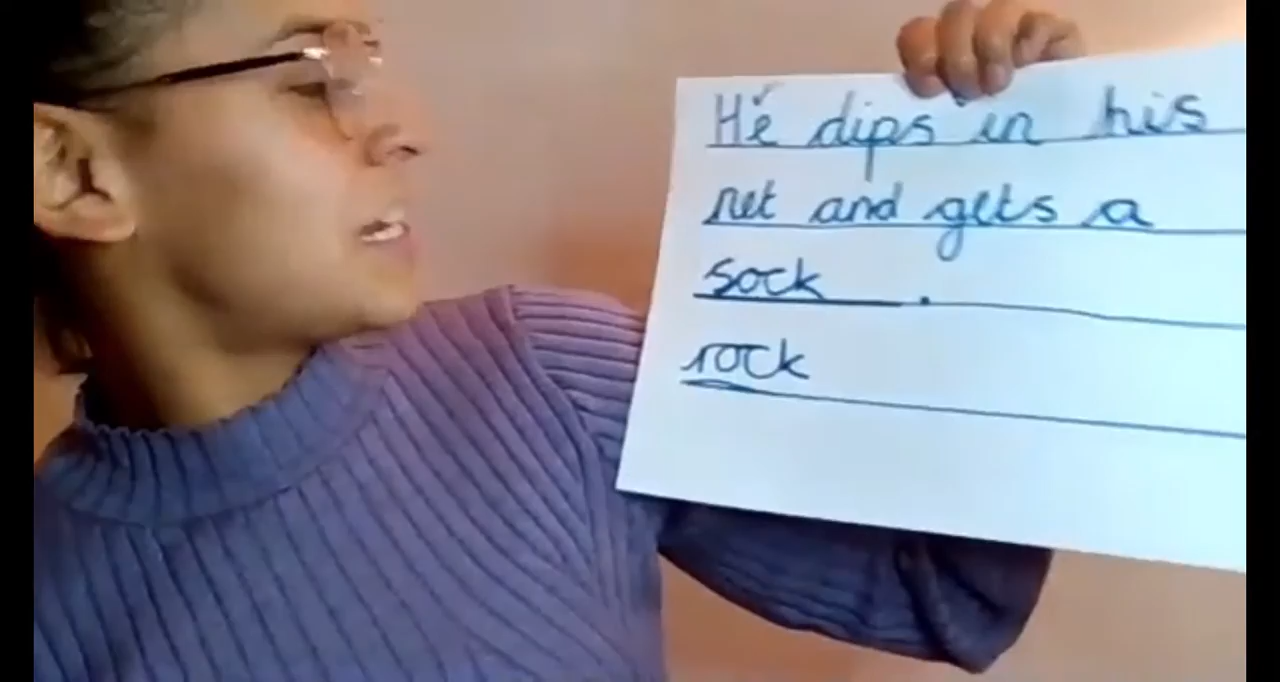 He dips in his
net and gets a
sock .
rock